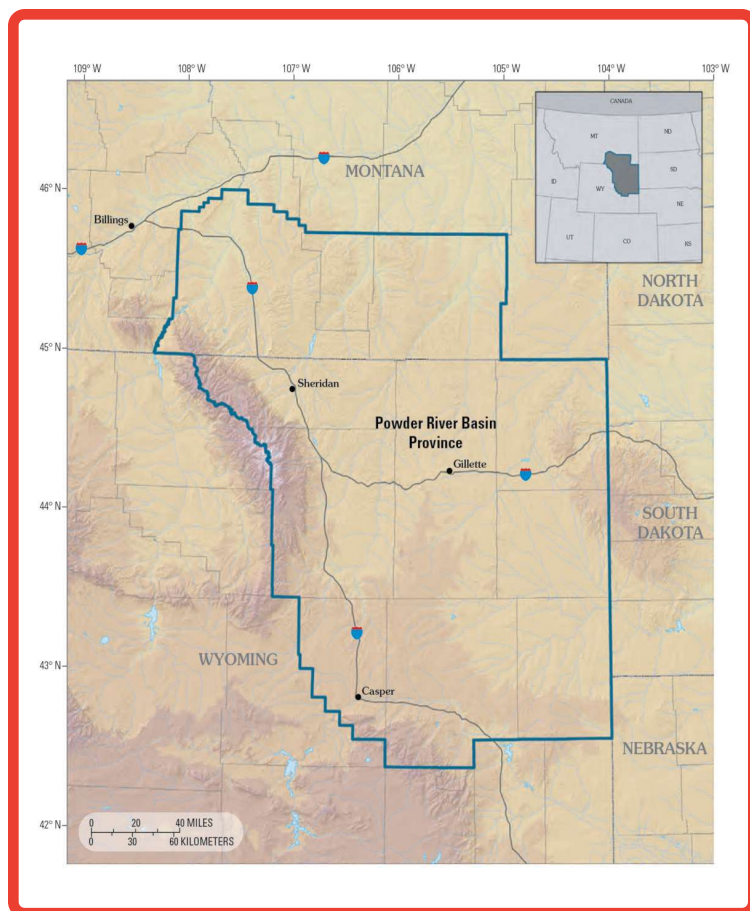 109° W 108° W 107° W 106° W 105° W 104° W 103° W
CANADA
MT
ND
ID
WY
SD
NE
UT
CO
KS
46° N
MONTANA
Billings
NORTH
DAKOTA
45° N
Sheridan
Powder River Basin
Province
Gillette
44° N
SOUTH
DAKOTA
43° N
WYOMING
Casper
NEBRASKA
42° N
0 20 40 MILES
0 30 60 KILOMETERS